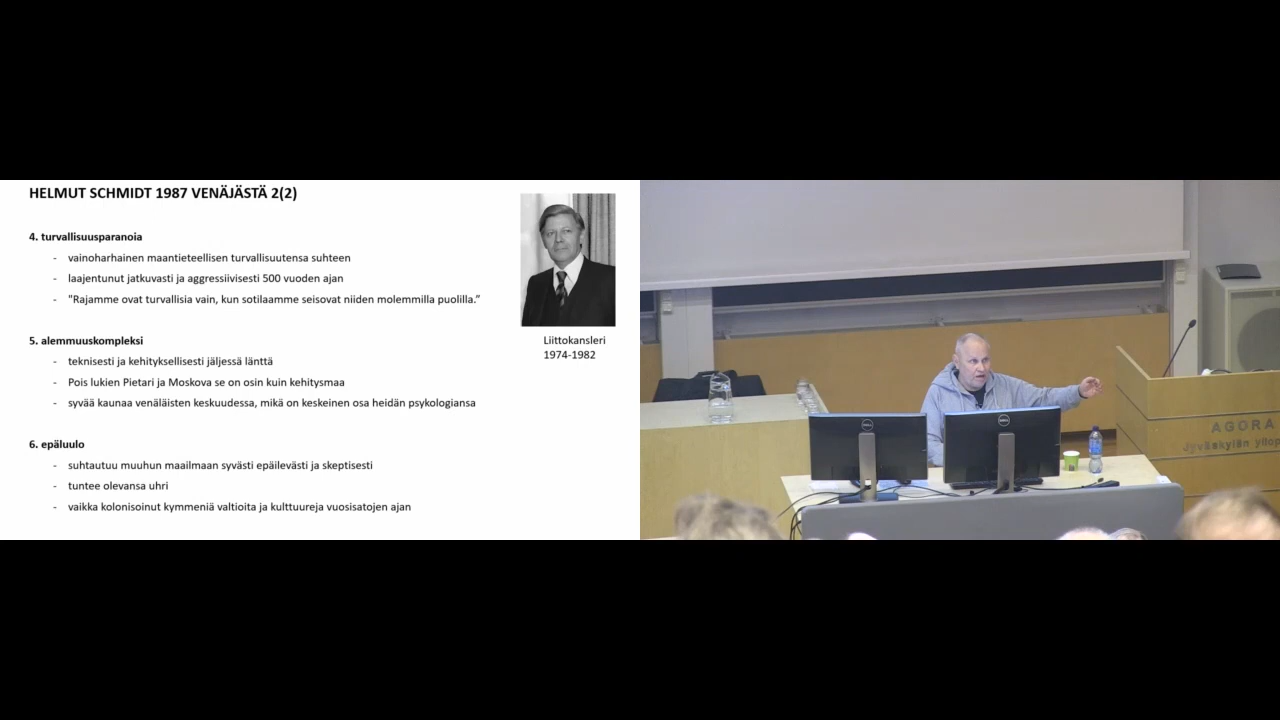 HELMUT SCHMIDT 1987 VENÄJÄSTÄ 2(2)
4. turvallisuusparanoia
- vainoharhainen maantieteellisen turvallisuutensa suhteen
- laajentunut jatkuvasti ja aggressiivisesti 500 vuoden ajan
- "Rajamme ovat turvallisia vain, kun sotilaamme seisovat niiden molemmilla puolilla.”
5. alemmuuskompleksi
- teknisesti ja kehityksellisesti jäljessä länttä
- Pois lukien Pietari ja Moskova se on osin kuin kehitysmaa
- syvää kaunaa venäläisten keskuudessa, mikä on keskeinen osa heidän psykologiansa
6. epäluulo
- suhtautuu muuhun maailmaan syvästi epäilevästi ja skeptisesti
- tuntee olevansa uhri
- vaikka kolonisoinut kymmeniä valtioita ja kulttuureja vuosisatojen ajan
Liittokansleri
1974-1982
DELL
DELL
AGORA
Jyväskylän yliop